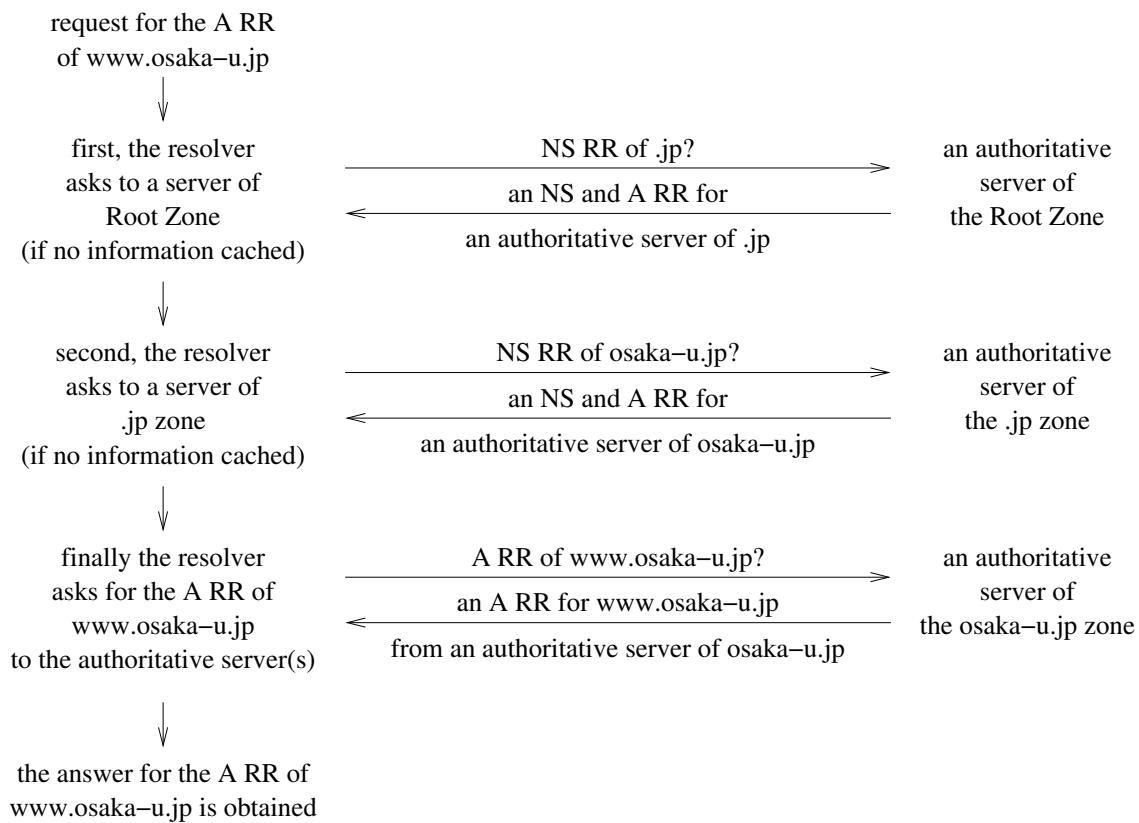 request for the A RR
of www.osaka−u.jp
first, the resolver
asks to a server of
Root Zone
(if no information cached)
NS RR of .jp?
an NS and A RR for
an authoritative server of .jp
an authoritative
server of
the Root Zone
second, the resolver
asks to a server of
.jp zone
(if no information cached)
NS RR of osaka−u.jp?
an NS and A RR for
an authoritative server of osaka−u.jp
an authoritative
server of
the .jp zone
finally the resolver
asks for the A RR of
www.osaka−u.jp
to the authoritative server(s)
A RR of www.osaka−u.jp?
an A RR for www.osaka−u.jp
from an authoritative server of osaka−u.jp
an authoritative
server of
the osaka−u.jp zone
the answer for the A RR of
www.osaka−u.jp is obtained